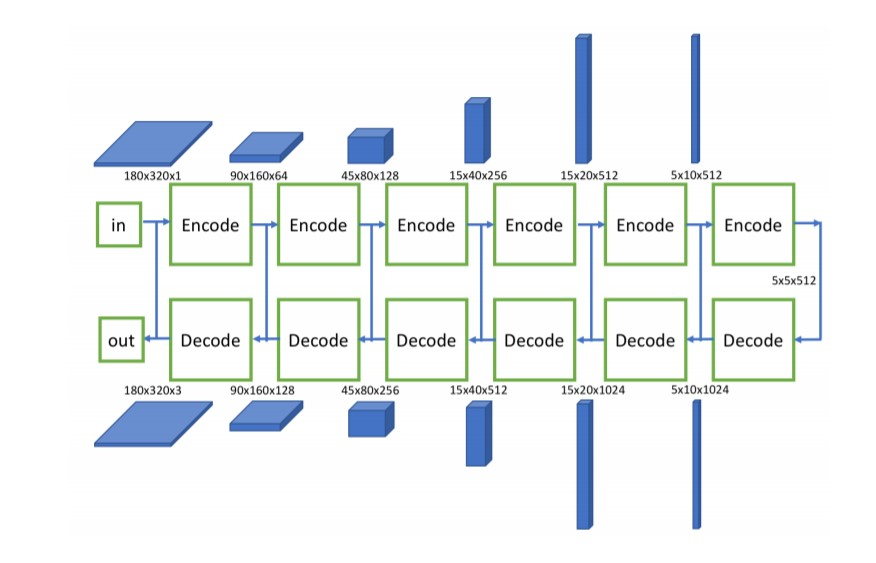 180x320x1 90x160x64 45x80x128 15x40x256 15x20x512 5x10x512
in Encode Encode Encode Encode Encode Encode
5x5x512
out Decode Decode Decode Decode Decode Decode
180x320x3 90x160x128 45x80x256 15x40x512 15x20x1024 5x10x1024